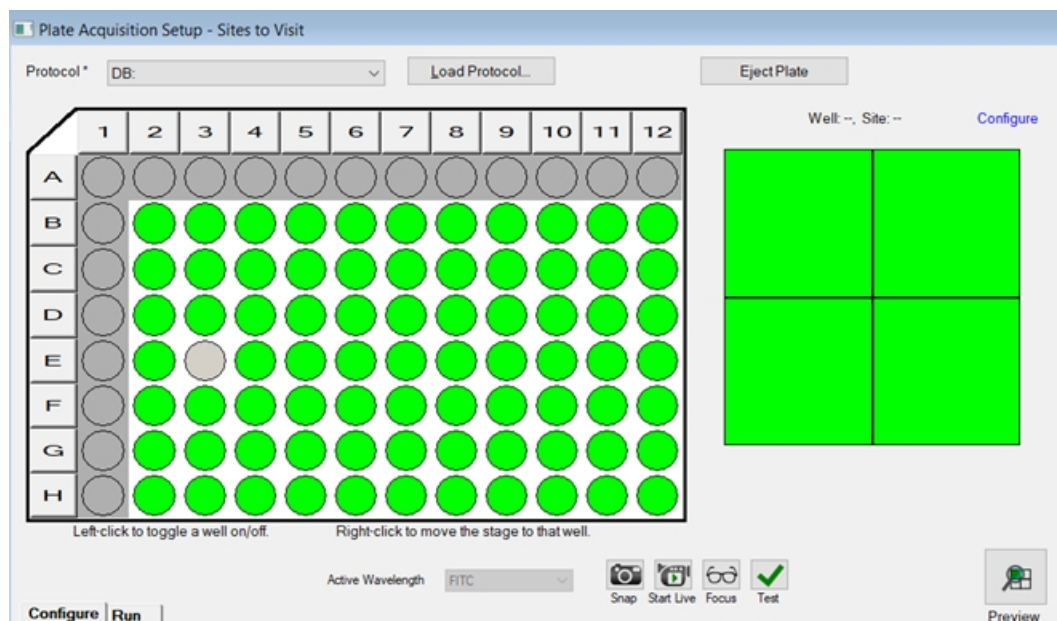 Plate Acquisition Setup - Sites to Visit
Protocol * DB: Load Protocol... Eject Plate
Well: --, Site: -- Configure
1 2 3 4 5 6 7 8 9 10 11 12
A
B
C
D
E
F
G
H
Left-click to toggle a well on/off. Right-click to move the stage to that well.
Active Wavelength FITC
Snap Start Live Focus Test
Configure Run Preview